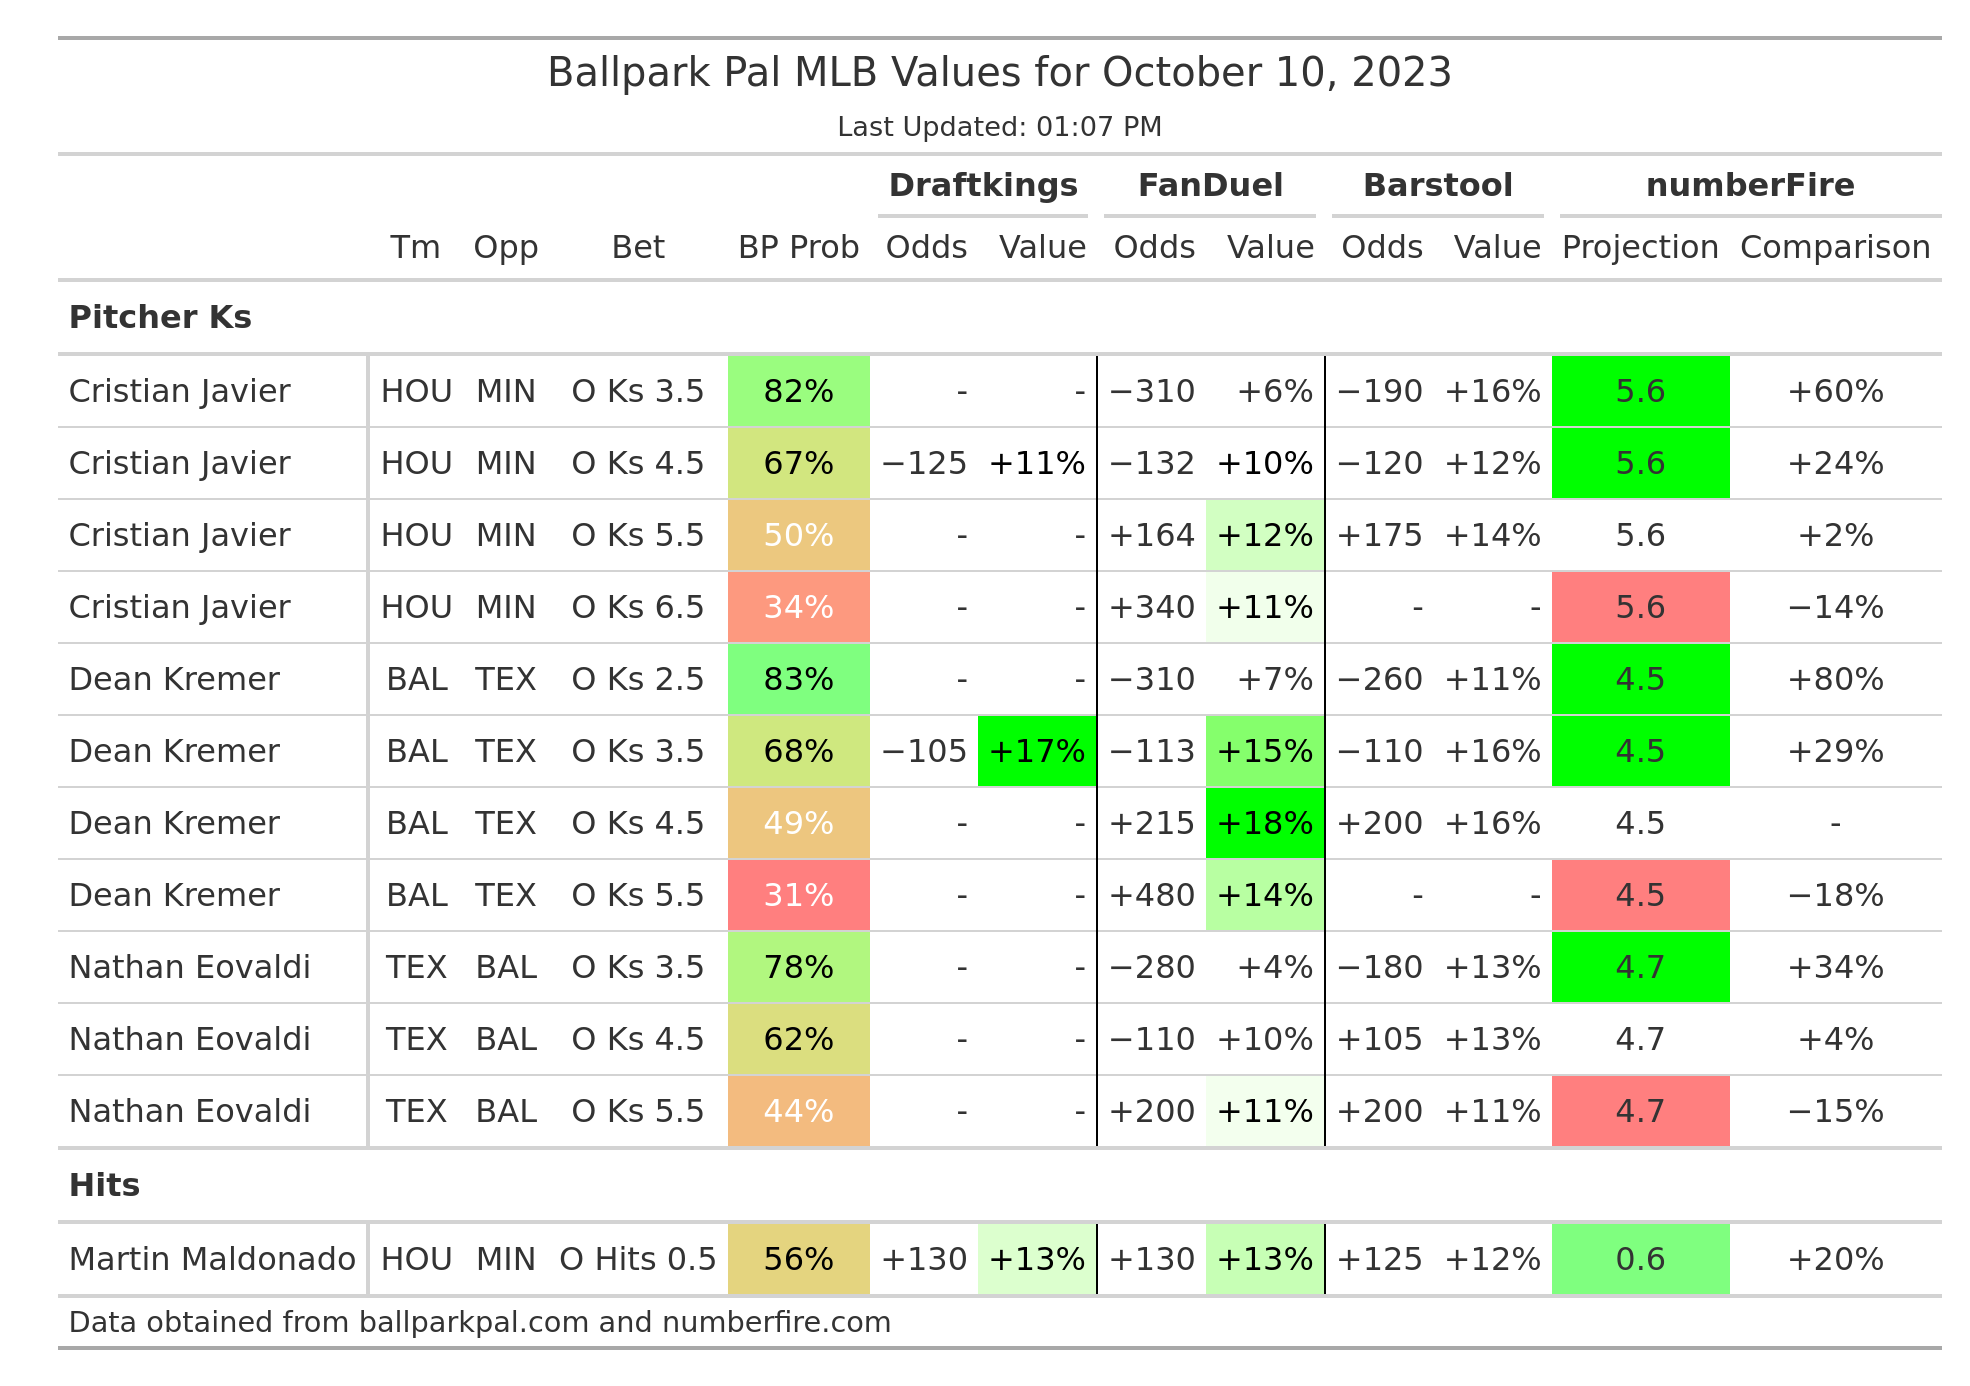 Ballpark Pal MLB Values for October 10, 2023
Last Updated: 01:07 PM
Draftkings FanDuel Barstool numberFire
Tm Opp Bet BP Prob Odds Value Odds Value Odds Value Projection Comparison
Pitcher Ks
Cristian Javier HOU MIN O Ks 3.5 82% - - −310 +6% −190 +16% 5.6 +60%
Cristian Javier HOU MIN O Ks 4.5 67% −125 +11% −132 +10% −120 +12% 5.6 +24%
Cristian Javier HOU MIN O Ks 5.5 50% - - +164 +12% +175 +14% 5.6 +2%
Cristian Javier HOU MIN O Ks 6.5 34% - - +340 +11% - - 5.6 −14%
Dean Kremer BAL TEX O Ks 2.5 83% - - −310 +7% −260 +11% 4.5 +80%
Dean Kremer BAL TEX O Ks 3.5 68% −105 +17% −113 +15% −110 +16% 4.5 +29%
Dean Kremer BAL TEX O Ks 4.5 49% - - +215 +18% +200 +16% 4.5 -
Dean Kremer BAL TEX O Ks 5.5 31% - - +480 +14% - - 4.5 −18%
Nathan Eovaldi TEX BAL O Ks 3.5 78% - - −280 +4% −180 +13% 4.7 +34%
Nathan Eovaldi TEX BAL O Ks 4.5 62% - - −110 +10% +105 +13% 4.7 +4%
Nathan Eovaldi TEX BAL O Ks 5.5 44% - - +200 +11% +200 +11% 4.7 −15%
Hits
Martin Maldonado HOU MIN O Hits 0.5 56% +130 +13% +130 +13% +125 +12% 0.6 +20%
Data obtained from ballparkpal.com and numberfire.com